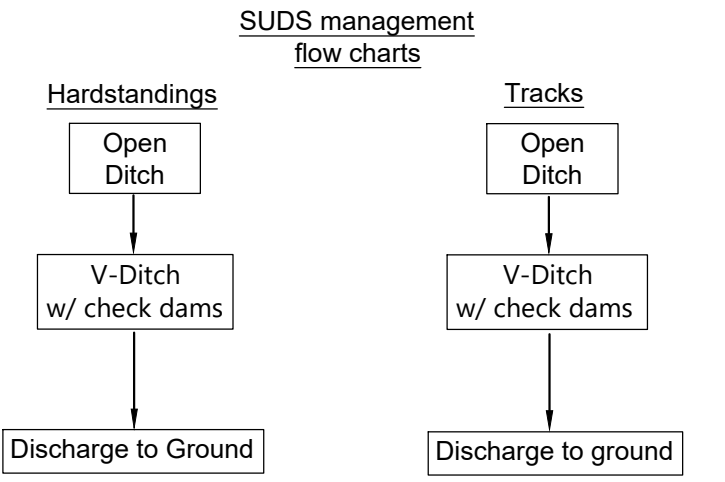 SUDS management
flow charts
Hardstandings
Open
Ditch
V-Ditch
w/ check dams
Discharge to Ground
Tracks
Open
Ditch
V-Ditch
w/ check dams
Discharge to ground